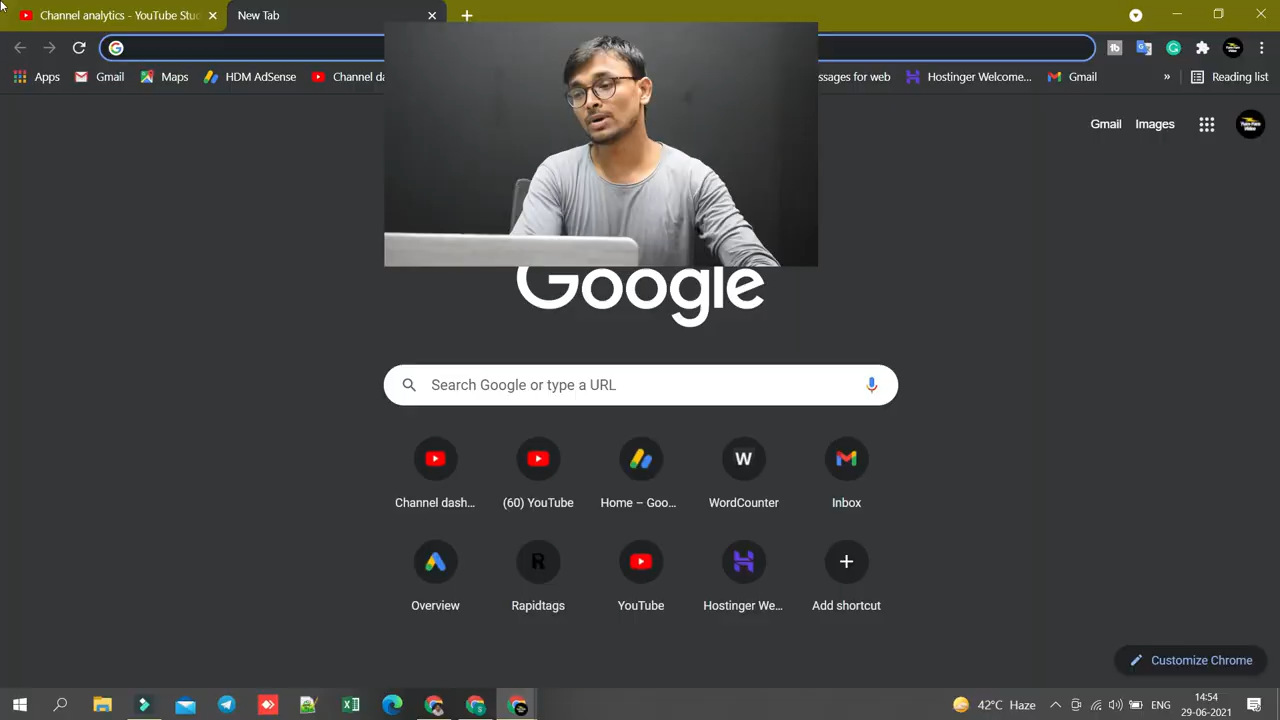 Channel analytics - YouTube Stu
New Tab
Apps
Gmail
Maps
HDM AdSense
Channel da
ssages for web
Hostinger Welcome...
Gmail
»
Reading list
Gmail
Images
Google
Search Google or type a URL
Channel dash...
(60) YouTube
Home – Goo...
W
WordCounter
Inbox
Overview
R
Rapidtags
YouTube
Hostinger We...
Add shortcut
Customize Chrome
42°C Haze
ENG
14:54
29-06-2021